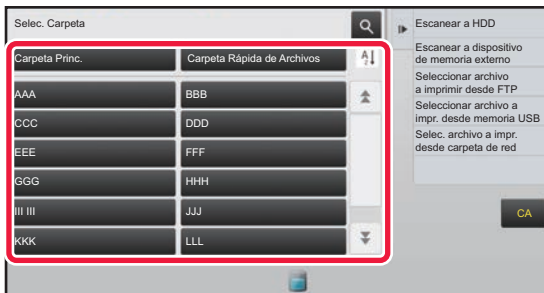 Selec. Carpeta
Carpeta Princ.
Carpeta Rápida de Archivos
AAA
BBB
CCC
DDD
EEE
FFF
GGG
HHH
III III
JJJ
KKK
LLL
Escanear a HDD
Escanear a dispositivo
de memoria externo
Seleccionar archivo
a imprimir desde FTP
Seleccionar archivo a
impr. desde memoria USB
Selec. archivo a impr.
desde carpeta de red
CA